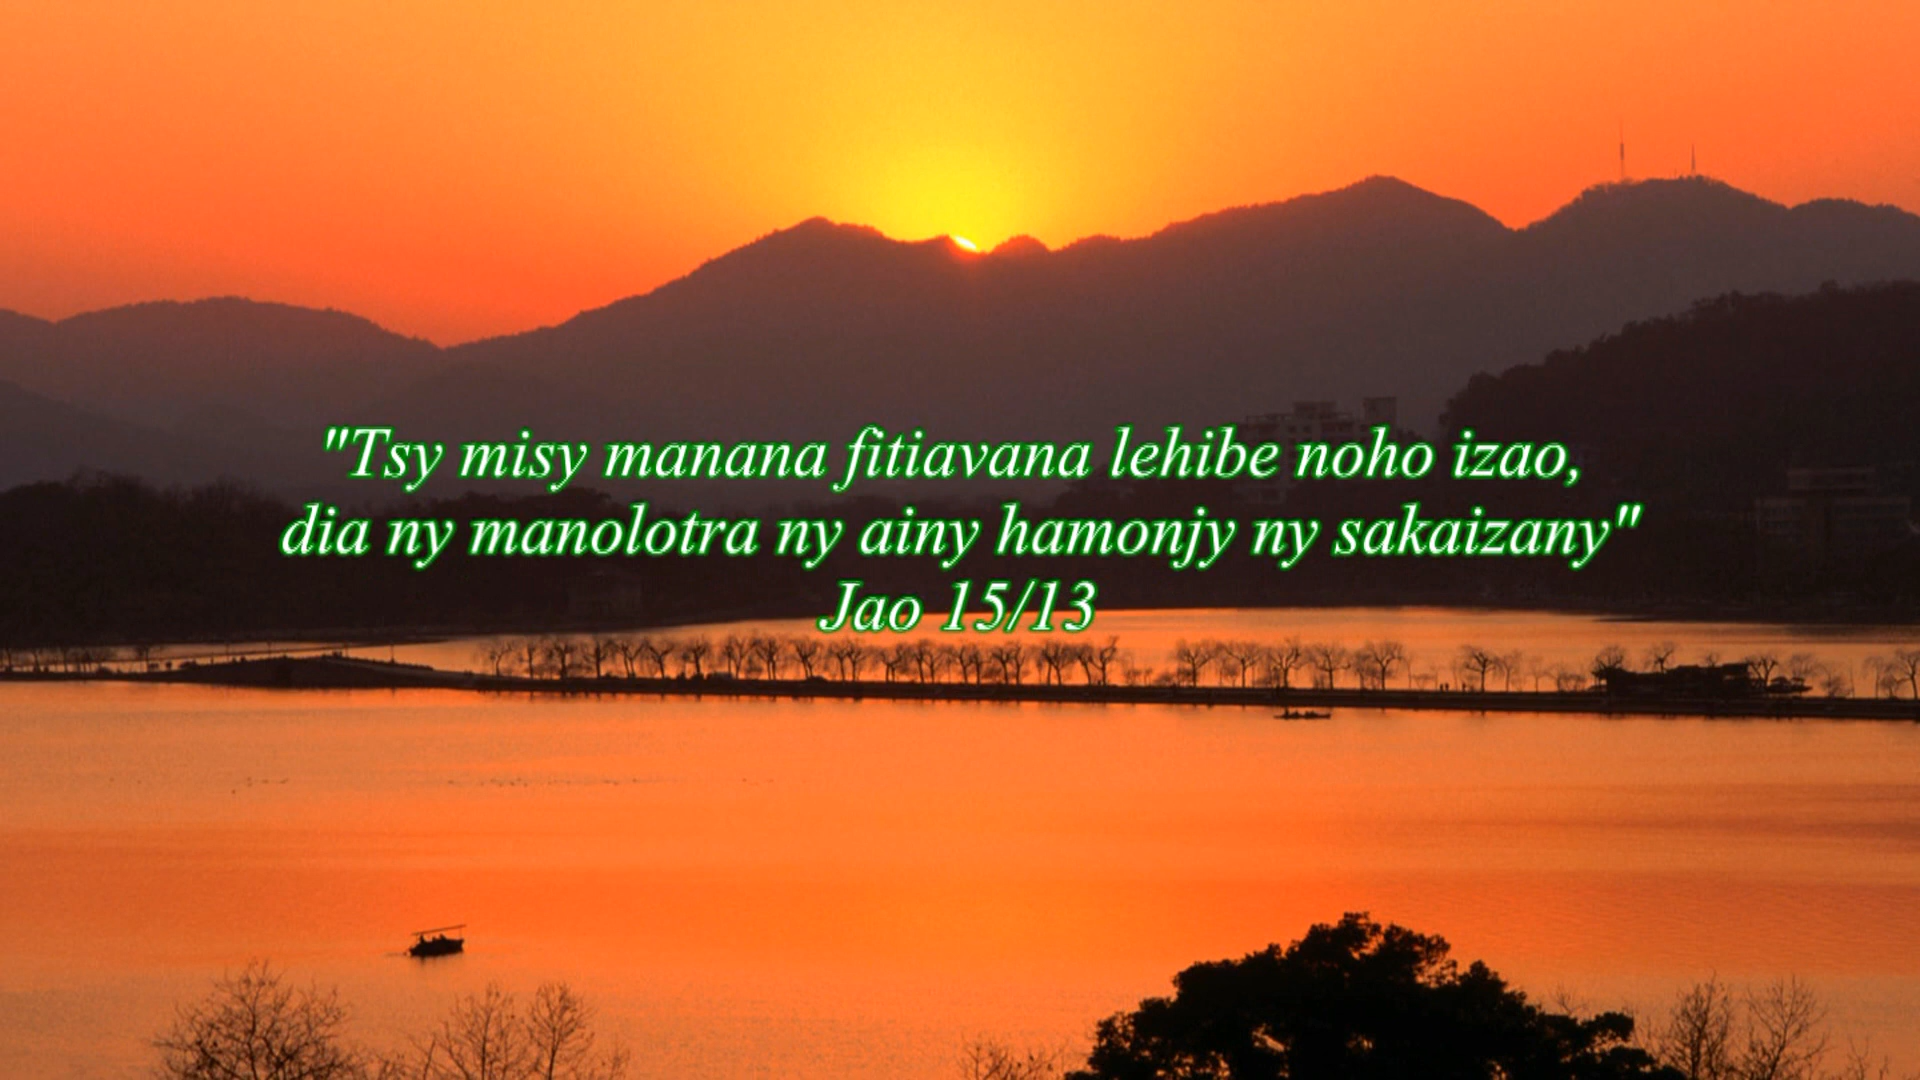 "Tsy misy manana fitiavana lehibe noho izao,
dia ny manolotra ny ainy hamonjy ny sakaizany"
Jao 15/13